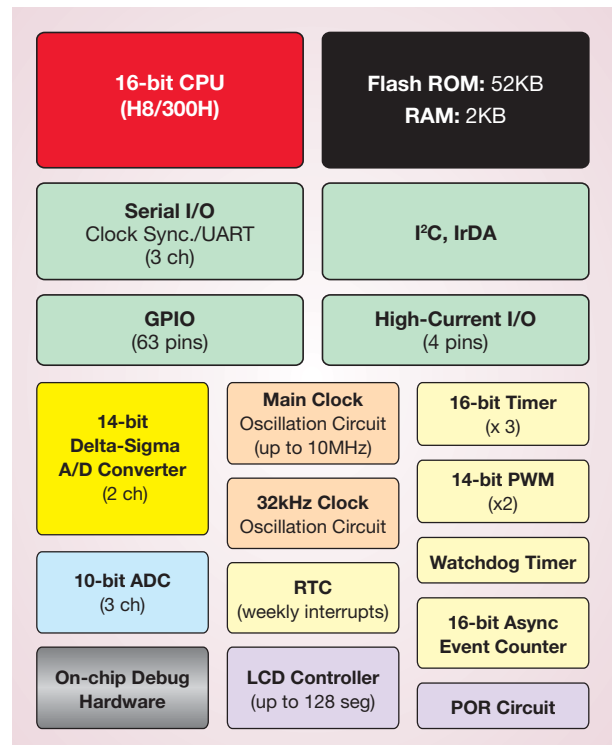 16-bit CPU
(H8/300H)
Flash ROM: 52KB
RAM: 2KB
Serial I/O
Clock Sync./UART
(3 ch)
I²C, IrDA
GPIO
(63 pins)
High-Current I/O
(4 pins)
14-bit
Delta-Sigma
A/D Converter
(2 ch)
Main Clock
Oscillation Circuit
(up to 10MHz)
16-bit Timer
(x 3)
32kHz Clock
Oscillation Circuit
14-bit PWM
(x2)
10-bit ADC
(3 ch)
RTC
(weekly interrupts)
Watchdog Timer
16-bit Async
Event Counter
On-chip Debug
Hardware
LCD Controller
(up to 128 seg)
POR Circuit